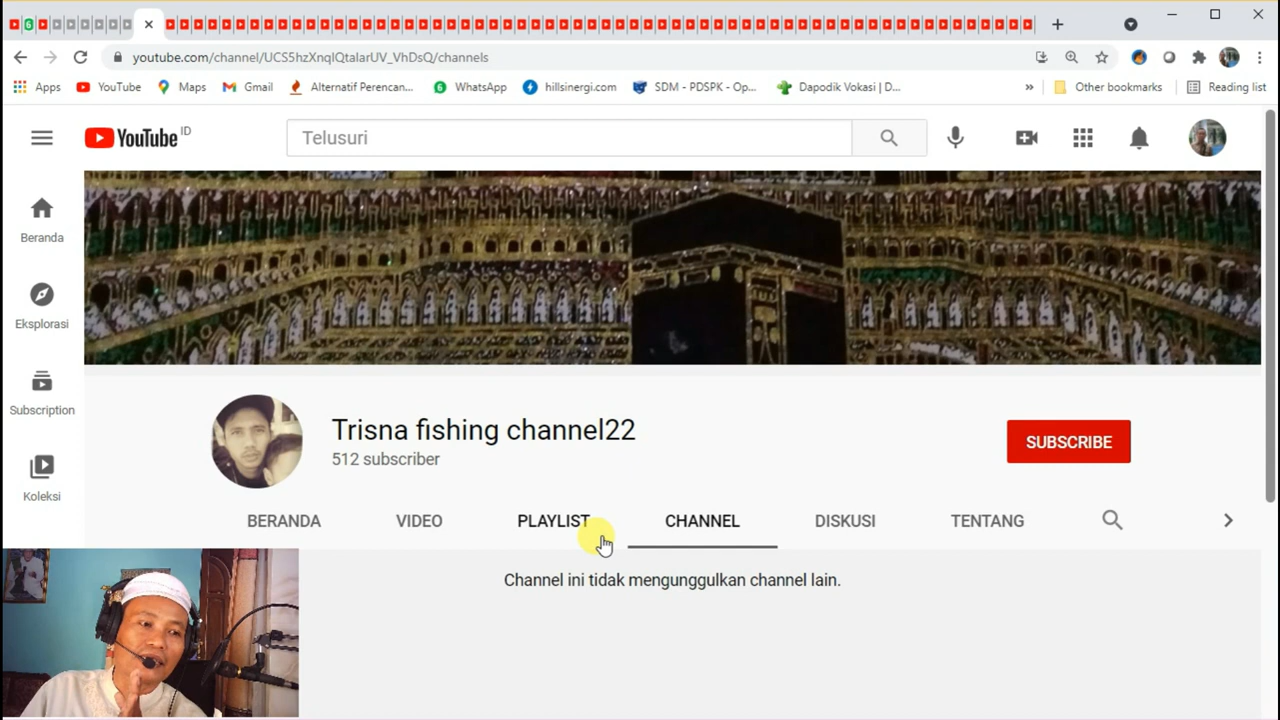 youtube.com/channel/UCS5hzXnqlQtalarUV_VhDsQ/channels
Apps YouTube Maps Gmail Alternatif Perencan... WhatsApp hillsinergi.com SDM - PDSPK - Op... Dapodik Vokasi | D... » Other bookmarks Reading list
YouTube ID
Telusuri
Beranda
Eksplorasi
Subscription
Koleksi
Trisna fishing channel22
512 subscriber
SUBSCRIBE
BERANDA VIDEO PLAYLIST CHANNEL DISKUSI TENTANG
Channel ini tidak mengunggulkan channel lain.